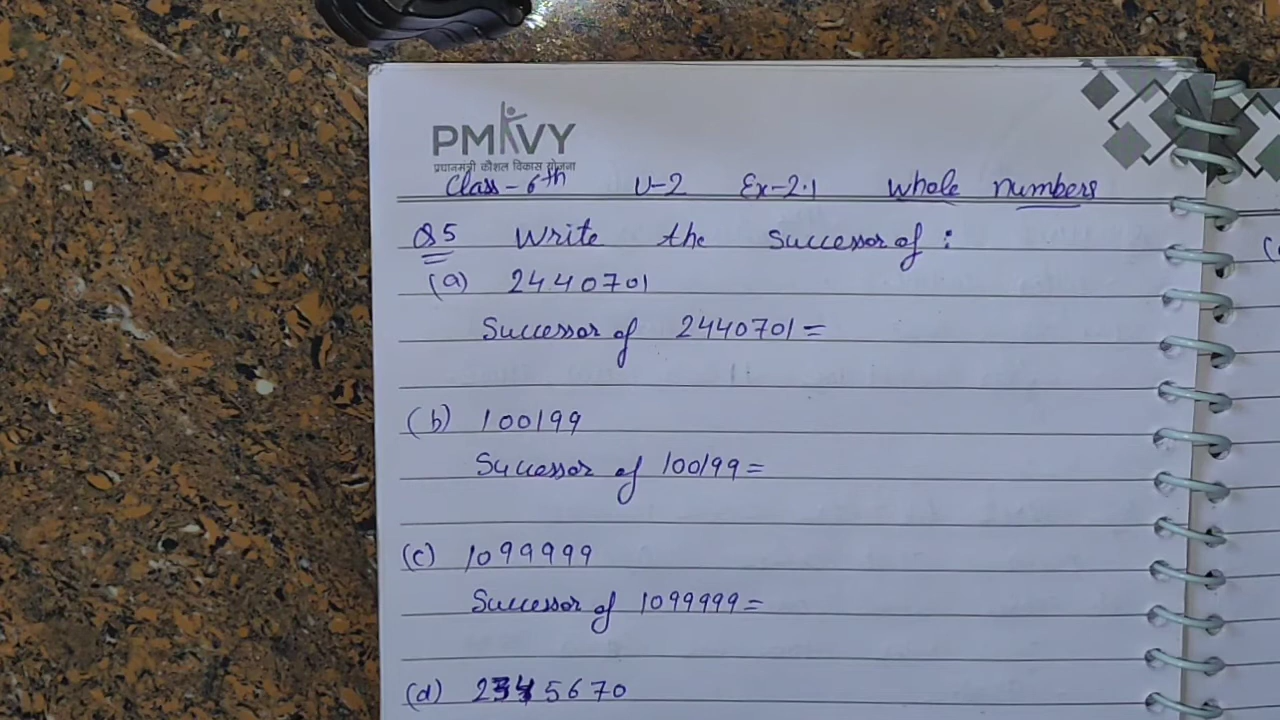 PMKVY
प्रधानमंत्री कौशल विकास योजना
Class-6th U-2 Ex-2.1 Whole numbers
Q5 Write the Successor of :
(a) 2440701
Successor of 2440701 =
(b) 100199
Successor of 100199 =
(c) 1099999
Successor of 1099999 =
(d) 2345670